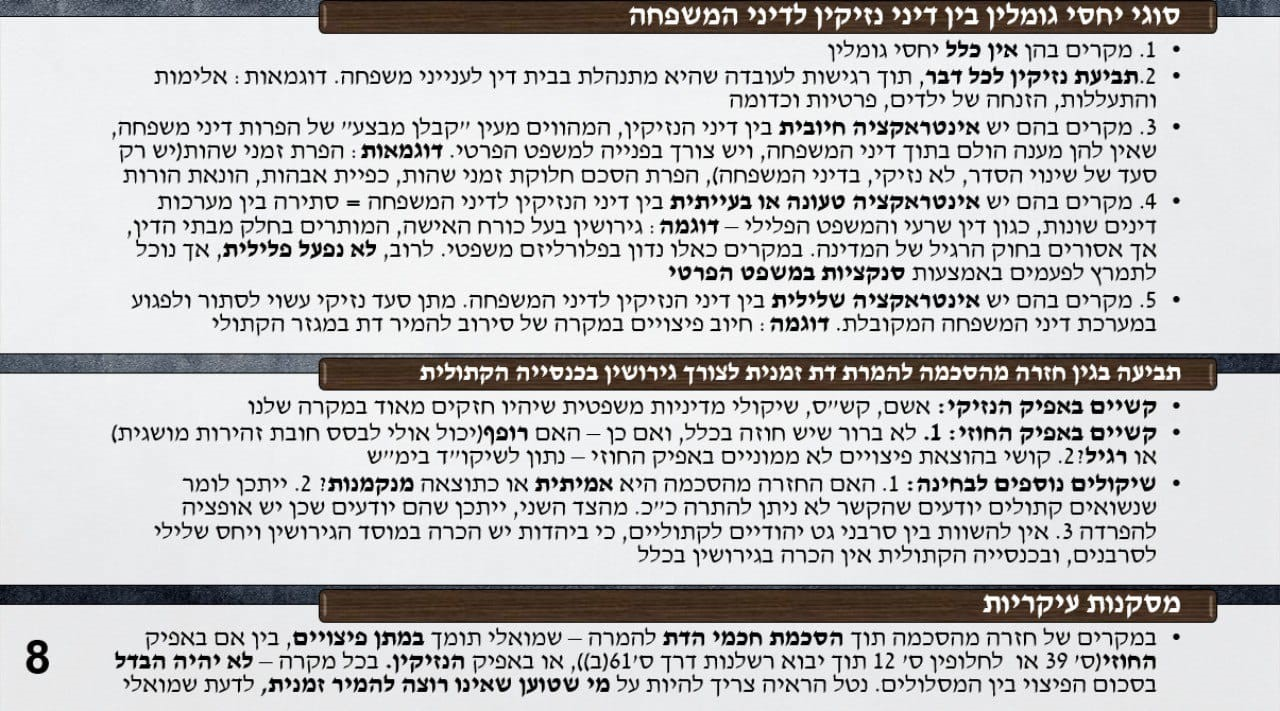 סוגי יחסי גומלין בין דיני נזיקין לדיני המשפחה
• 1. מקרים בהן אין כלל יחסי גומלין
• 2.תביעת נזיקין לכל דבר, תוך רגישות לעובדה שהיא מתנהלת בבית דין לענייני משפחה. דוגמאות : אלימות
והתעללות, הזנחה של ילדים, פרטיות וכדומה
• 3. מקרים בהם יש אינטראקציה חיובית בין דיני הנזיקין, המהווים מעין "קבלן מבצע" של הפרות דיני משפחה,
שאין להן מענה הולם בתוך דיני המשפחה, ויש צורך בפנייה למשפט הפרטי. דוגמאות : הפרת זמני שהות(יש רק
סעד של שינוי הסדר, לא נזיקי, בדיני המשפחה), הפרת הסכם חלוקת זמני שהות, כפיית אבהות, הונאת הורות
• 4. מקרים בהם יש אינטראקציה טעונה או בעייתית בין דיני הנזיקין לדיני המשפחה = סתירה בין מערכות
דינים שונות, כגון דין שרעי והמשפט הפלילי – דוגמה : גירושין בעל כורח האישה, המותרים בחלק מבתי הדין,
אך אסורים בחוק הרגיל של המדינה. במקרים כאלו נדון בפלורליזם משפטי. לרוב, לא נפעל פלילית, אך נוכל
לתמרץ לפעמים באמצעות סנקציות במשפט הפרטי
• 5. מקרים בהם יש אינטראקציה שלילית בין דיני הנזיקין לדיני המשפחה. מתן סעד נזיקי עשוי לסתור ולפגוע
במערכת דיני המשפחה המקובלת. דוגמה : חיוב פיצויים במקרה של סירוב להמיר דת במגזר הקתולי
תביעה בגין חזרה מהסכמה להמרת דת זמנית לצורך גירושין בכנסייה הקתולית
• קשיים באפיק הנזיקי: אשם, קש"ס, שיקולי מדיניות משפטית שיהיו חזקים מאוד במקרה שלנו
• קשיים באפיק החוזי: 1. לא ברור שיש חוזה בכלל, ואם כן – האם רופף(יכול אולי לבסס חובת זהירות מושגית)
או רגיל?2. קושי בהוצאת פיצויים לא ממוניים באפיק החוזי – נתון לשיקו"ד בימ"ש
• שיקולים נוספים לבחינה: 1. האם החזרה מהסכמה היא אמיתית או כתוצאה מנקמנות? 2. ייתכן לומר
שנשואים קתולים יודעים שהקשר לא ניתן להתרה כ"כ. מהצד השני, ייתכן שהם יודעים שכן יש אופציה
להפרדה 3. אין להשוות בין סרבני גט יהודיים לקתוליים, כי ביהדות יש הכרה במוסד הגירושין ויחס שלילי
לסרבנים, ובכנסייה הקתולית אין הכרה בגירושין בכלל
מסקנות עיקריות
• במקרים של חזרה מהסכמה תוך הסכמת חכמי הדת להמרה – שמואלי תומך במתן פיצויים, בין אם באפיק
החוזי(ס' 39 או לחלופין ס' 12 תוך יבוא רשלנות דרך ס'61(ב)), או באפיק הנזיקין. בכל מקרה – לא יהיה הבדל
בסכום הפיצוי בין המסלולים. נטל הראיה צריך להיות על מי שטוען שאינו רוצה להמיר זמנית, לדעת שמואלי
8